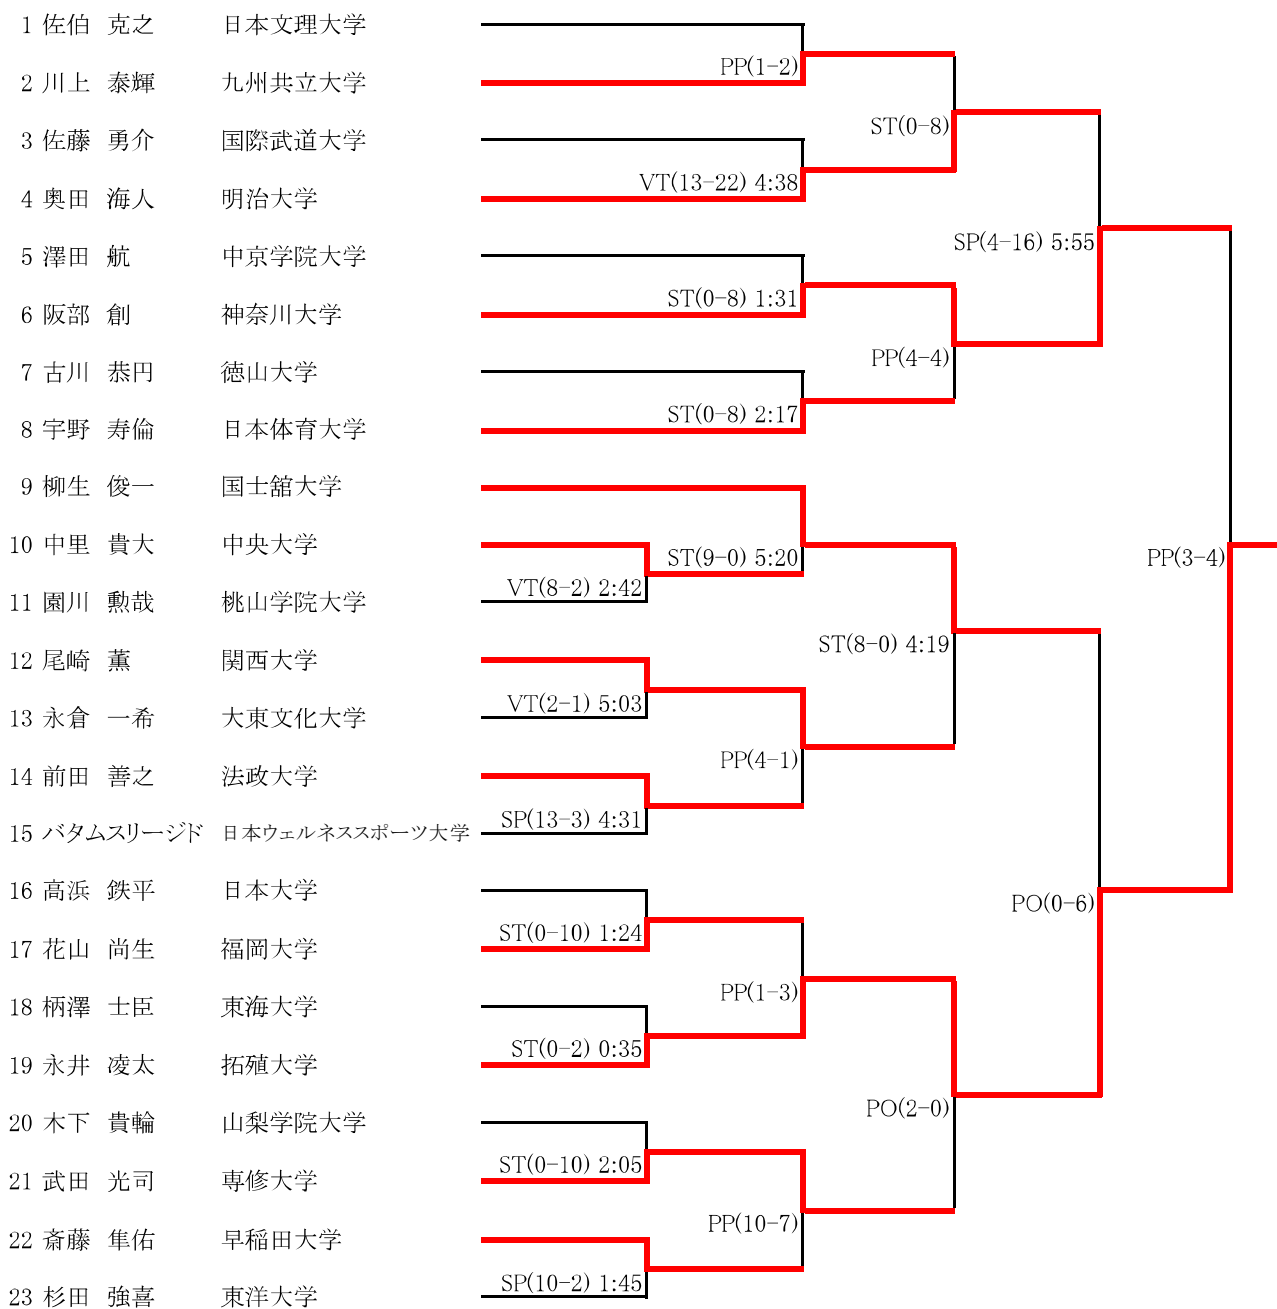 1 佐伯 克之 日本文理大学
PP(1-2)
2 川上 泰輝 九州共立大学
ST(0-8)
3 佐藤 勇介 国際武道大学
VT(13-22) 4:38
4 奥田 海人 明治大学
SP(4-16) 5:55
5 澤田 航 中京学院大学
ST(0-8) 1:31
6 阪部 創 神奈川大学
PP(4-4)
7 古川 恭円 徳山大学
ST(0-8) 2:17
8 宇野 寿倫 日本体育大学
9 柳生 俊一 国士舘大学
10 中里 貴大 中央大学
ST(9-0) 5:20
PP(3-4)
VT(8-2) 2:42
11 園川 勲哉 桃山学院大学
ST(8-0) 4:19
12 尾崎 薫 関西大学
VT(2-1) 5:03
13 永倉 一希 大東文化大学
PP(4-1)
14 前田 善之 法政大学
SP(13-3) 4:31
15 バタムスリージド 日本ウェルネススポーツ大学
16 高浜 鉄平 日本大学
PO(0-6)
ST(0-10) 1:24
17 花山 尚生 福岡大学
PP(1-3)
18 柄澤 士臣 東海大学
ST(0-2) 0:35
19 永井 凌太 拓殖大学
PO(2-0)
20 木下 貴輪 山梨学院大学
ST(0-10) 2:05
21 武田 光司 専修大学
PP(10-7)
22 斎藤 隼佑 早稲田大学
SP(10-2) 1:45
23 杉田 強喜 東洋大学